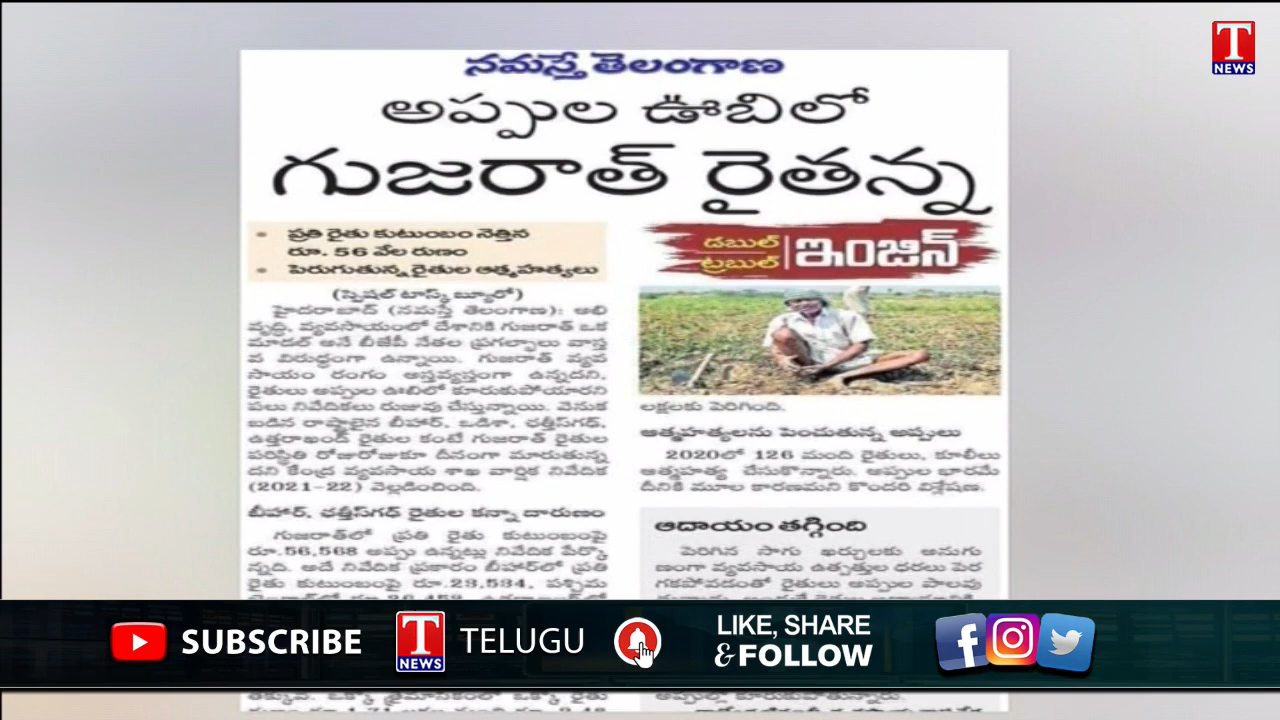 T
NEWS
నమస్తే తెలంగాణ
అప్పుల ఊబిలో
గుజరాత్ రైతన్న
• ప్రతి రైతు కుటుంబం నెత్తిన
రూ. 56 వేల రుణం
• పెరుగుతున్న రైతుల ఆత్మహత్యలు
(స్పెషల్ టాస్క్ బ్యూరో)
హైదరాబాద్ (నమస్తే తెలంగాణ): అభి
వృద్ధి, వ్యవసాయంలో దేశానికి గుజరాత్ ఒక
మాడల్ అనే బీజేపీ నేతల ప్రగల్భాలు వాస్త
వ విరుద్ధంగా ఉన్నాయి. గుజరాత్ వ్యవ
సాయం రంగం అస్తవ్యస్తంగా ఉన్నదని,
రైతులు అప్పుల ఊబిలో కూరుకుపోయారని
పలు నివేదికలు రుజువు చేస్తున్నాయి. వెనుక
బడిన రాష్ట్రాలైన బీహార్, ఒడిశా, ఛత్తీస్‌గఢ్,
ఉత్తరాఖండ్ రైతుల కంటే గుజరాత్ రైతుల
పరిస్థితి రోజురోజుకూ దీనంగా మారుతున్న
దని కేంద్ర వ్యవసాయ శాఖ వార్షిక నివేదిక
(2021-22) వెల్లడించింది.
బీహార్, ఛత్తీస్‌గఢ్ రైతుల కన్నా దారుణం
గుజరాత్‌లో ప్రతి రైతు కుటుంబంపై
రూ.56,568 అప్పు ఉన్నట్లు నివేదిక పేర్కొ
న్నది. అదే నివేదిక ప్రకారం బీహార్‌లో ప్రతి
రైతు కుటుంబంపై రూ.23,534, పశ్చిమ
డబుల్
ట్రబుల్
ఇంజిన్
లక్షలకు పెరిగింది.
ఆత్మహత్యలను పెంచుతున్న అప్పులు
2020లో 126 మంది రైతులు, కూలీలు
ఆత్మహత్య చేసుకొన్నారు. అప్పుల భారమే
దీనికి మూల కారణమని కొందరి విశ్లేషణ.
ఆదాయం తగ్గింది
పెరిగిన సాగు ఖర్చులకు అనుగు
ణంగా వ్యవసాయ ఉత్పత్తుల ధరలు పెర
గకపోవడంతో రైతులు అప్పుల పాలవు
SUBSCRIBE
T
NEWS
TELUGU
LIKE, SHARE
& FOLLOW
తక్కువ. ఒక్కో త్రైమాసికంలో ఒక్కో రైతు
అప్పుల్లో కూరుకుపోతున్నారు.